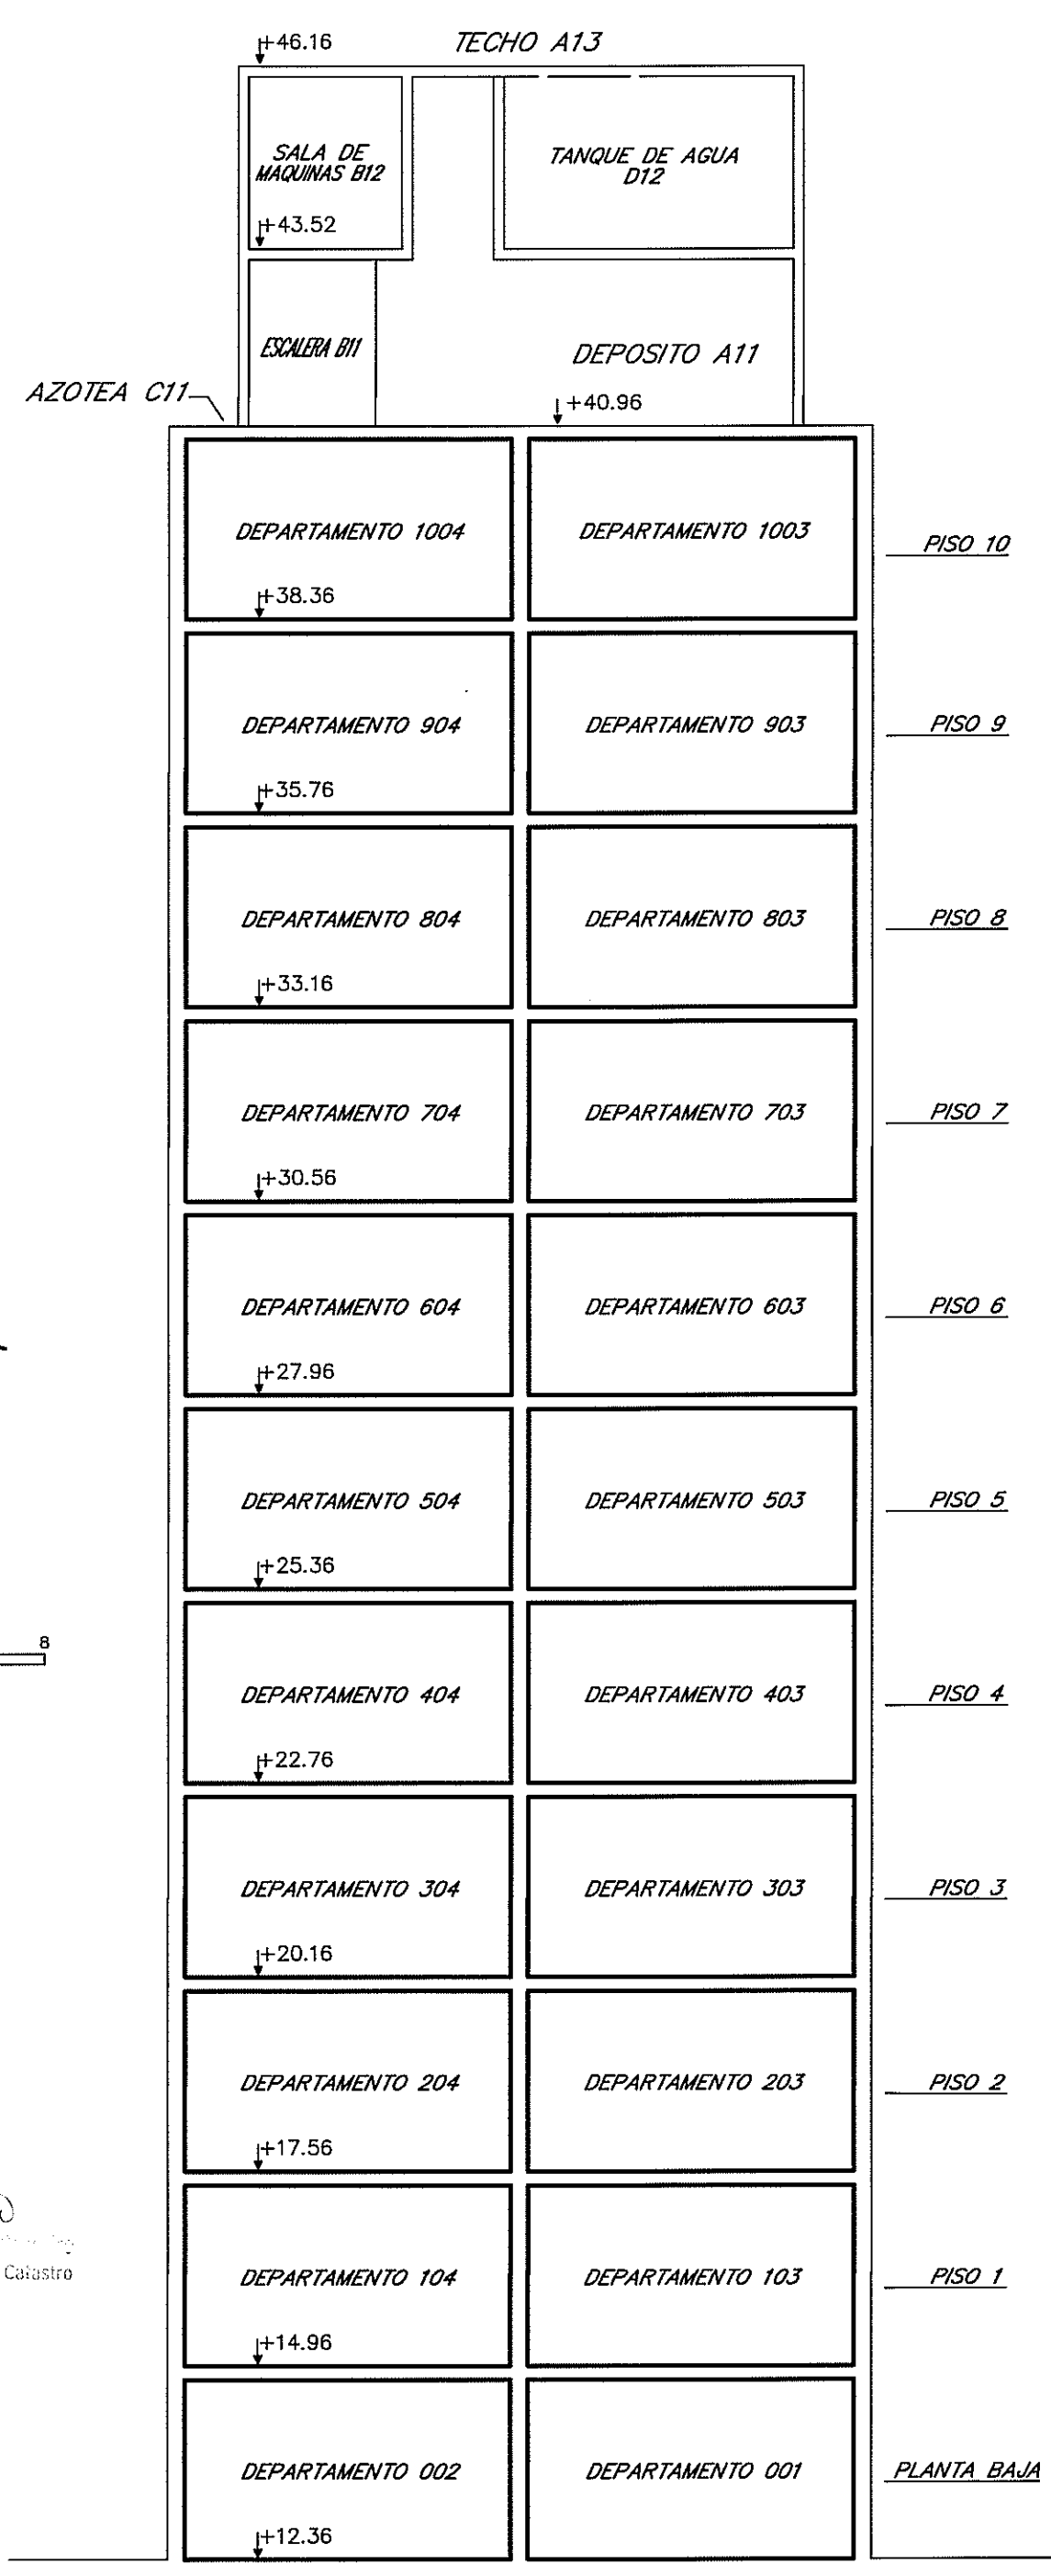 +46.16
TECHO A13
SALA DE
MAQUINAS B12
TANQUE DE AGUA
D12
+43.52
ESCALERA B11
DEPOSITO A11
AZOTEA C11
+40.96
DEPARTAMENTO 1004
DEPARTAMENTO 1003
PISO 10
+38.36
DEPARTAMENTO 904
DEPARTAMENTO 903
PISO 9
+35.76
DEPARTAMENTO 804
DEPARTAMENTO 803
PISO 8
+33.16
DEPARTAMENTO 704
DEPARTAMENTO 703
PISO 7
+30.56
DEPARTAMENTO 604
DEPARTAMENTO 603
PISO 6
+27.96
DEPARTAMENTO 504
DEPARTAMENTO 503
PISO 5
+25.36
8
DEPARTAMENTO 404
DEPARTAMENTO 403
PISO 4
+22.76
DEPARTAMENTO 304
DEPARTAMENTO 303
PISO 3
+20.16
DEPARTAMENTO 204
DEPARTAMENTO 203
PISO 2
+17.56
Catastro
DEPARTAMENTO 104
DEPARTAMENTO 103
PISO 1
+14.96
DEPARTAMENTO 002
DEPARTAMENTO 001
PLANTA BAJA
+12.36